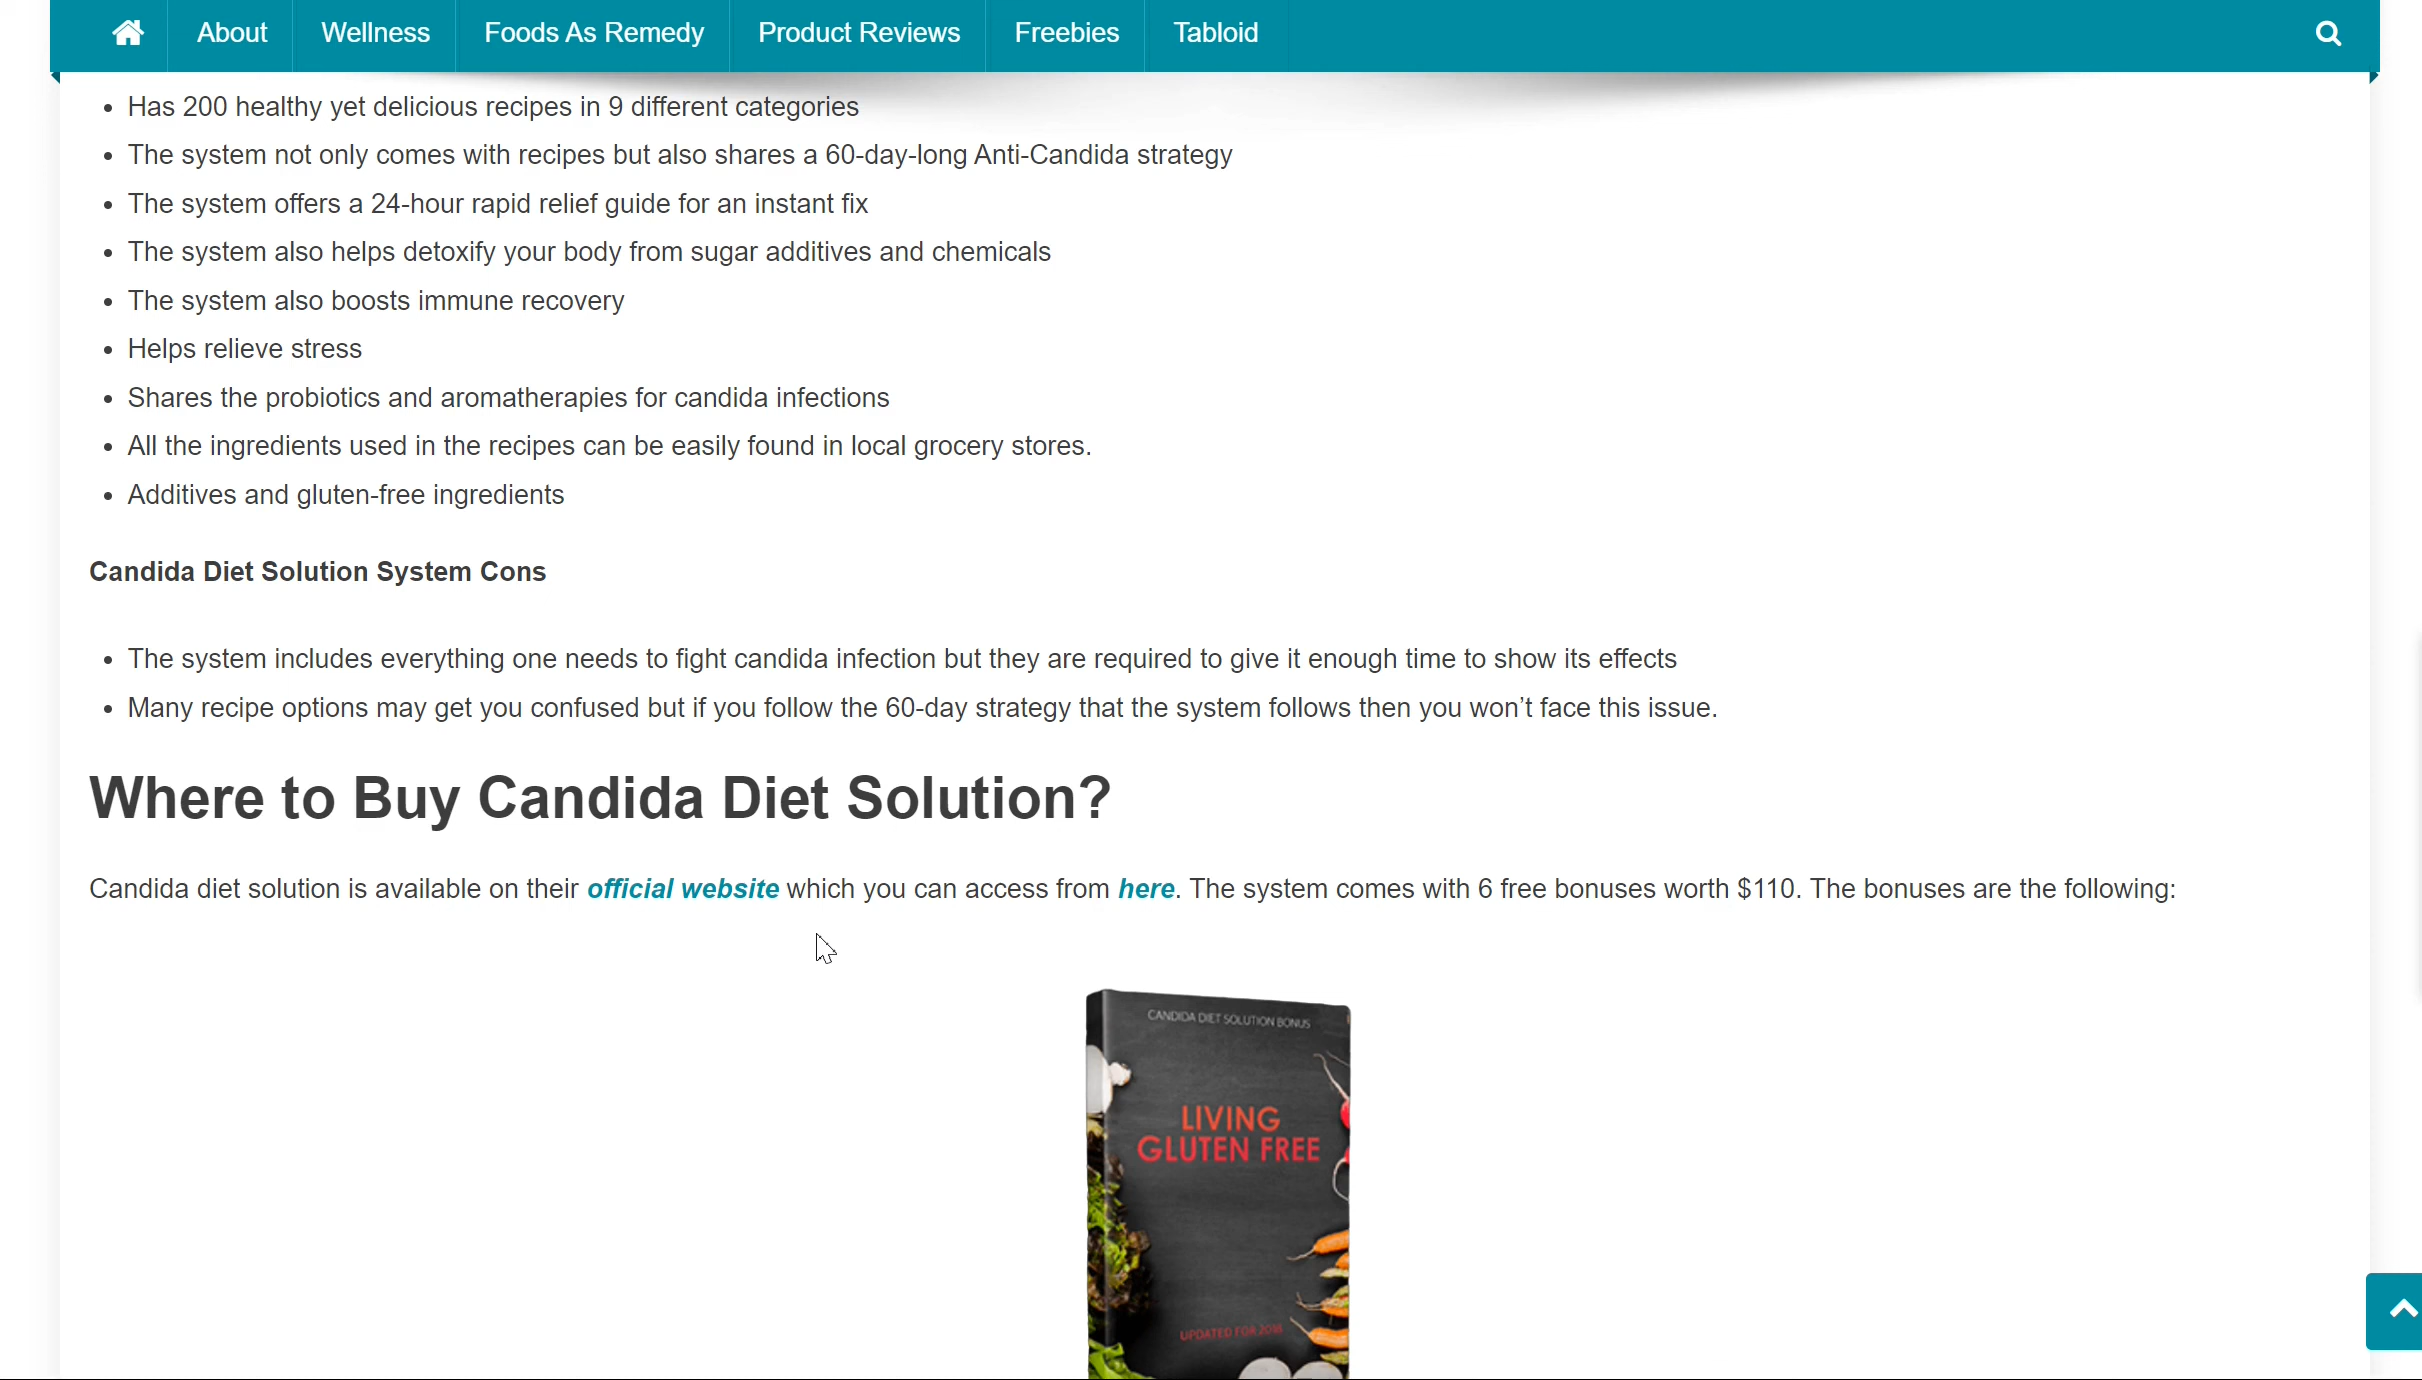 About
Wellness
Foods As Remedy
Product Reviews
Freebies
Tabloid
Has 200 healthy yet delicious recipes in 9 different categories
The system not only comes with recipes but also shares a 60-day-long Anti-Candida strategy
The system offers a 24-hour rapid relief guide for an instant fix
The system also helps detoxify your body from sugar additives and chemicals
The system also boosts immune recovery
Helps relieve stress
Shares the probiotics and aromatherapies for candida infections
All the ingredients used in the recipes can be easily found in local grocery stores.
Additives and gluten-free ingredients
Candida Diet Solution System Cons
The system includes everything one needs to fight candida infection but they are required to give it enough time to show its effects
Many recipe options may get you confused but if you follow the 60-day strategy that the system follows then you won’t face this issue.
Where to Buy Candida Diet Solution?
Candida diet solution is available on their official website which you can access from here. The system comes with 6 free bonuses worth $110. The bonuses are the following:
CANDIDA DIET SOLUTION BONUS
LIVING
GLUTEN FREE
UPDATED FOR 2018